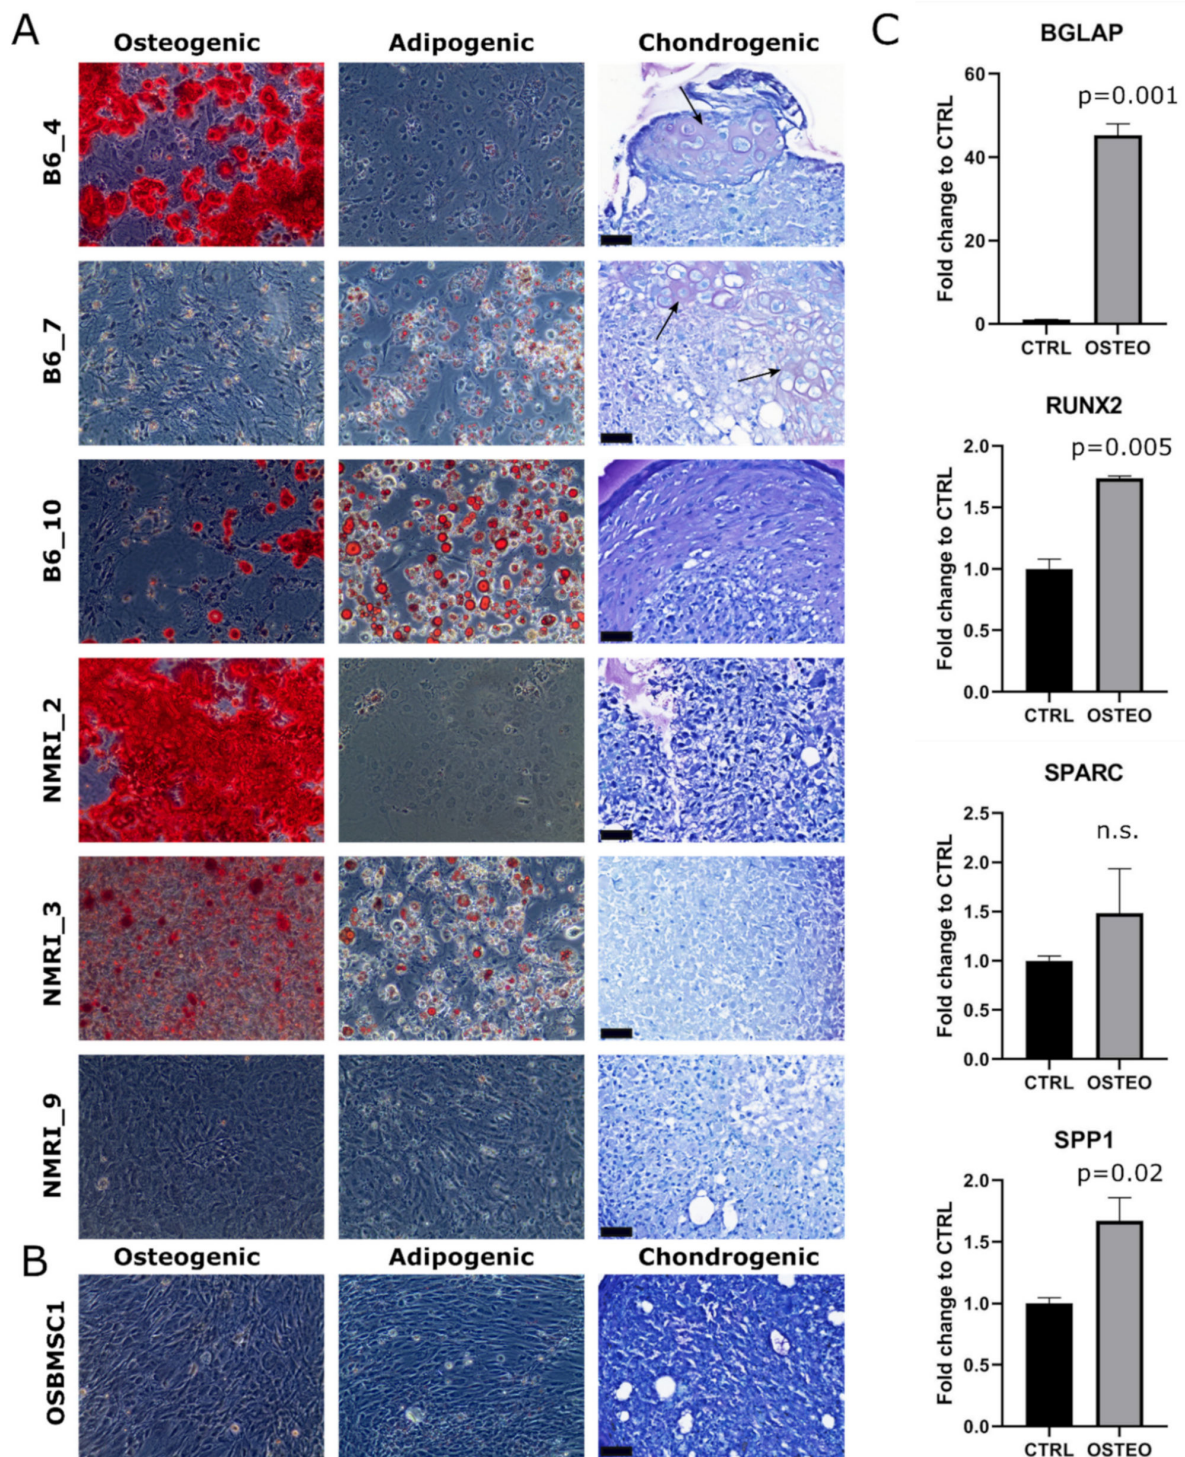 A
Osteogenic Adipogenic Chondrogenic
B6_4
B6_7
B6_10
NMRI_2
NMRI_3
NMRI_9
B
Osteogenic Adipogenic Chondrogenic
OSBMSC1
C
BGLAP
p=0.001
Fold change to CTRL
60
40
20
0
CTRL OSTEO
RUNX2
p=0.005
Fold change to CTRL
2.0
1.5
1.0
0.5
0.0
CTRL OSTEO
SPARC
n.s.
Fold change to CTRL
2.5
2.0
1.5
1.0
0.5
0.0
CTRL OSTEO
SPP1
p=0.02
Fold change to CTRL
2.0
1.5
1.0
0.5
0.0
CTRL OSTEO